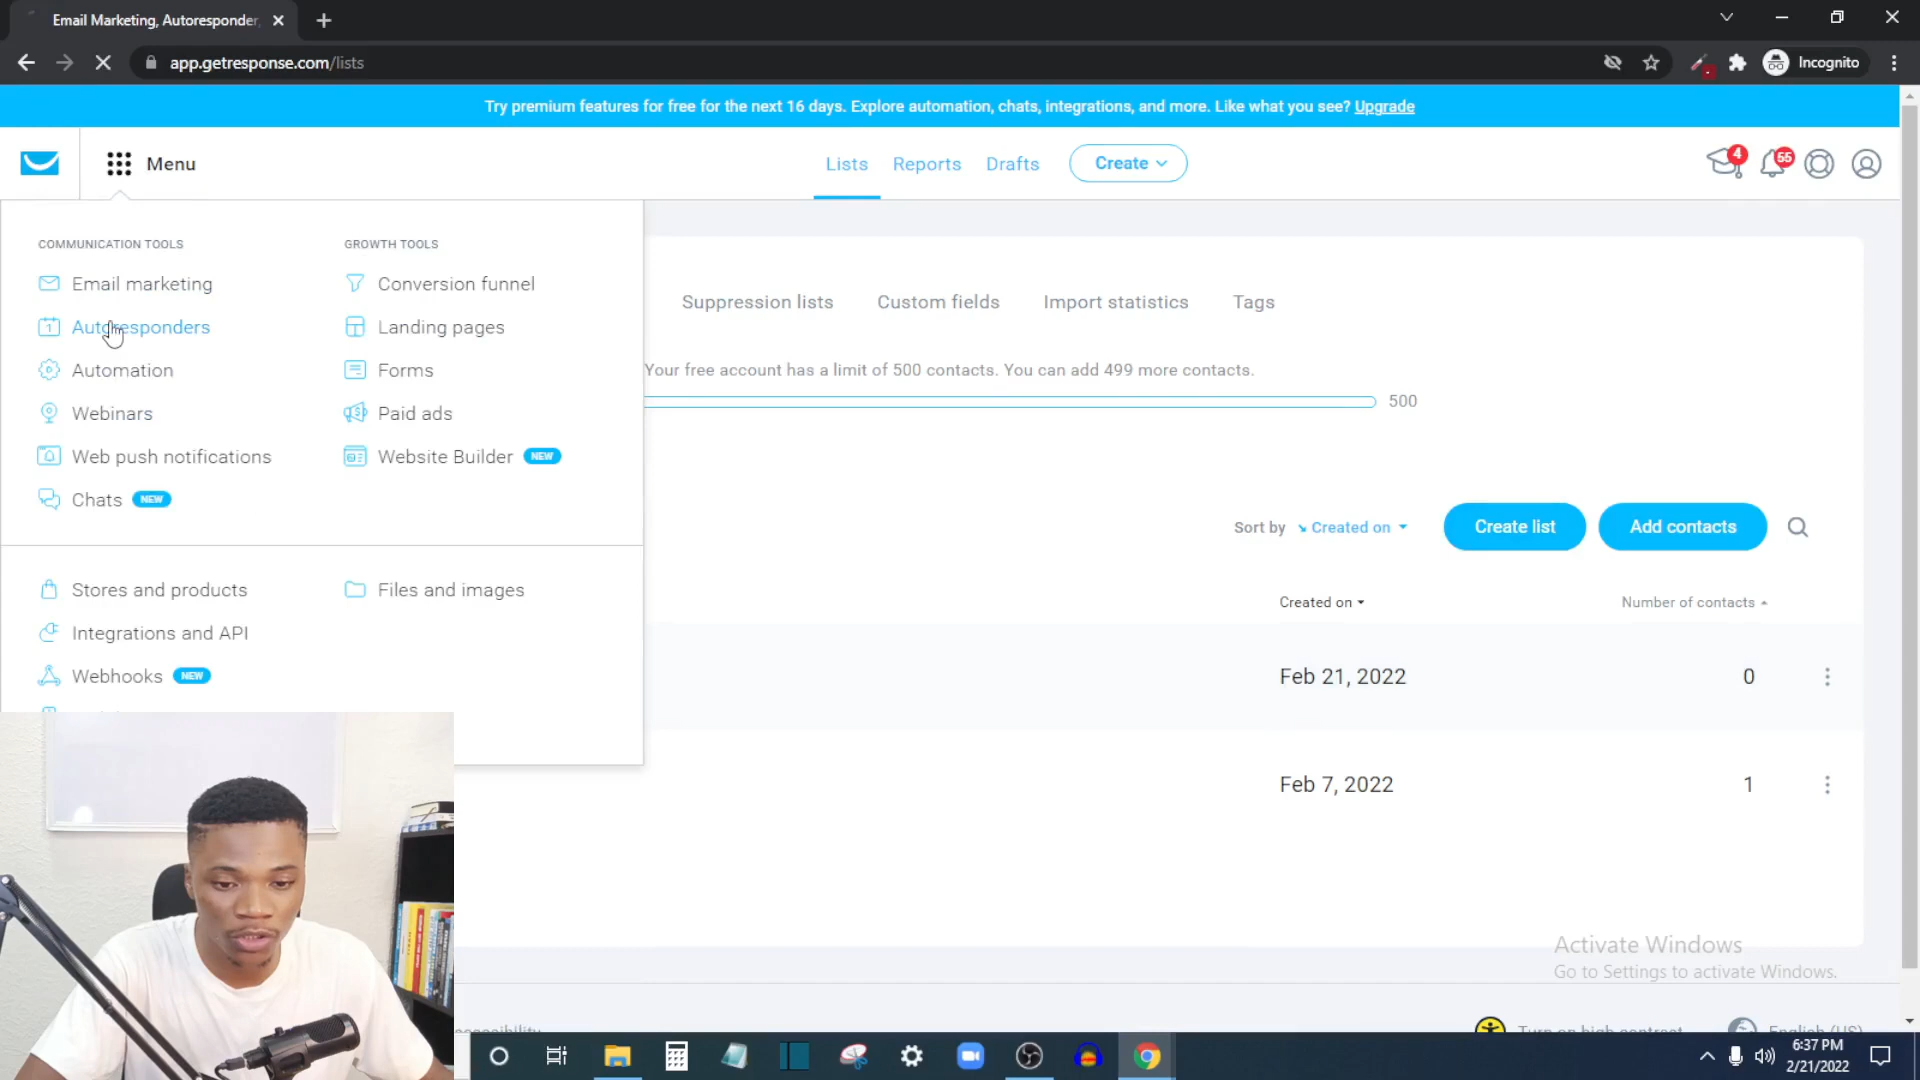 Email Marketing, Autoresponder,
app.getresponse.com/lists
Incognito
Try premium features for free for the next 16 days. Explore automation, chats, integrations, and more. Like what you see? Upgrade
Menu
Lists
Reports
Drafts
Create
4
55
COMMUNICATION TOOLS
Email marketing
1
Autoresponders
Automation
Webinars
Web push notifications
Chats NEW
GROWTH TOOLS
Conversion funnel
Landing pages
Forms
Paid ads
Website Builder NEW
Stores and products
Integrations and API
Webhooks NEW
Files and images
Suppression lists
Custom fields
Import statistics
Tags
Your free account has a limit of 500 contacts. You can add 499 more contacts.
500
Sort by Created on
Create list
Add contacts
Created on
Number of contacts
Feb 21, 2022
0
Feb 7, 2022
1
Activate Windows
Go to Settings to activate Windows.
Turn on high contrast
English (US)
6:37 PM
2/21/2022